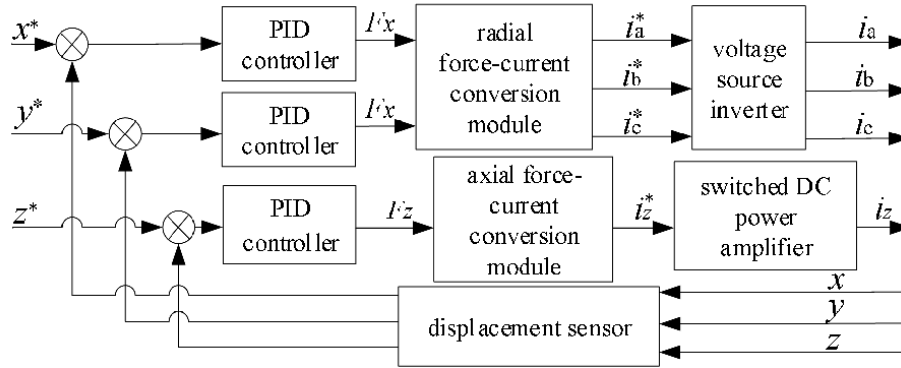 x*
PID
controller
Fx
radial
force-current
conversion
module
i*a
i*b
i*c
voltage
source
inverter
ia
ib
ic
y*
PID
controller
Fx
z*
PID
controller
Fz
axial force-
current
conversion
module
i*z
switched DC
power
amplifier
iz
displacement sensor
x
y
z